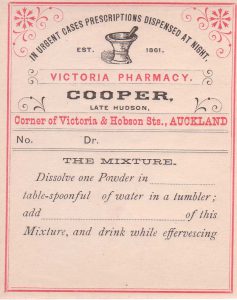 IN URGENT CASES PRESCRIPTIONS DISPENSED AT NIGHT.
EST. 1861.
VICTORIA PHARMACY.
COOPER,
LATE HUDSON,
Corner of Victoria & Hobson Sts., AUCKLAND
No. Dr.
THE MIXTURE.
Dissolve one Powder in
table-spoonful of water in a tumbler;
add of this
Mixture, and drink while effervescing